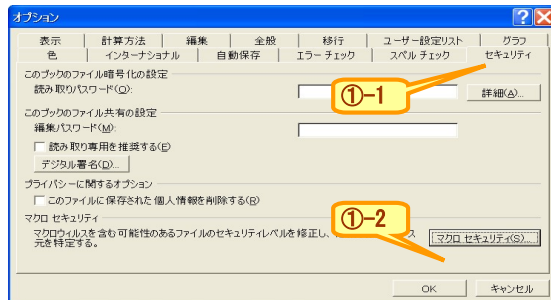 オプション
表示 計算方法 編集 全般 移行 ユーザー設定リスト グラフ
色 インターナショナル 自動保存 エラー チェック スペル チェック セキュリティ
このブックのファイル暗号化の設定
読み取りパスワード(O):
①-1
詳細(A)...
このブックのファイル共有の設定
編集パスワード(M):
読み取り専用を推奨する(E)
デジタル署名(D)...
プライバシーに関するオプション
このファイルに保存された個人情報を削除する(R)
マクロ セキュリティ
①-2
マクロウィルスを含む可能性のあるファイルのセキュリティレベルを修正し、 ス
元を特定する。
マクロ セキュリティ(S)...
OK キャンセル